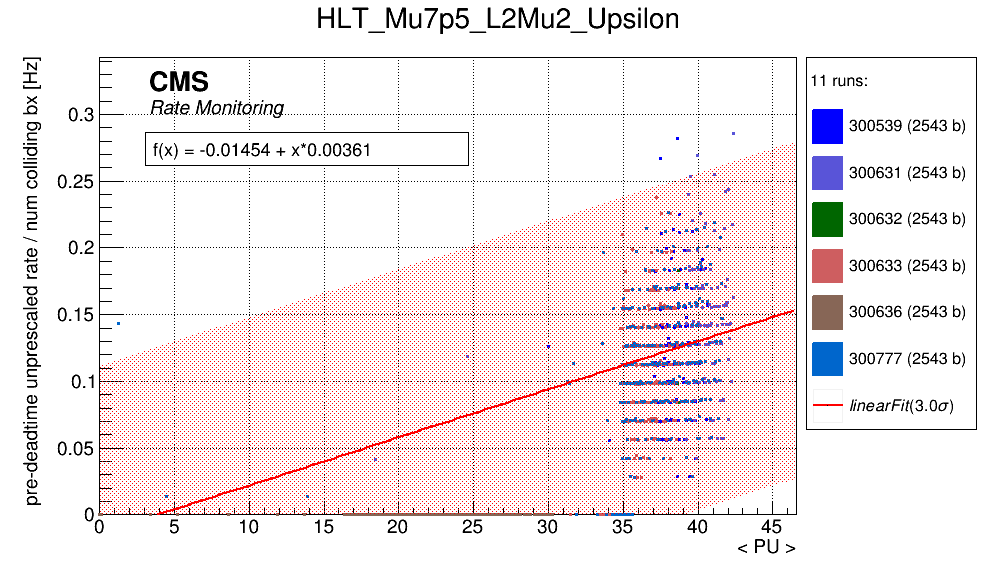 HLT_Mu7p5_L2Mu2_Upsilon
pre-deadtime unprescaled rate / num colliding bx [Hz]
CMS
Rate Monitoring
f(x) = -0.01454 + x*0.00361
0.3
0.25
0.2
0.15
0.1
0.05
0
0 5 10 15 20 25 30 35 40 45
< PU >
11 runs:
300539 (2543 b)
300631 (2543 b)
300632 (2543 b)
300633 (2543 b)
300636 (2543 b)
300777 (2543 b)
linearFit(3.0σ)